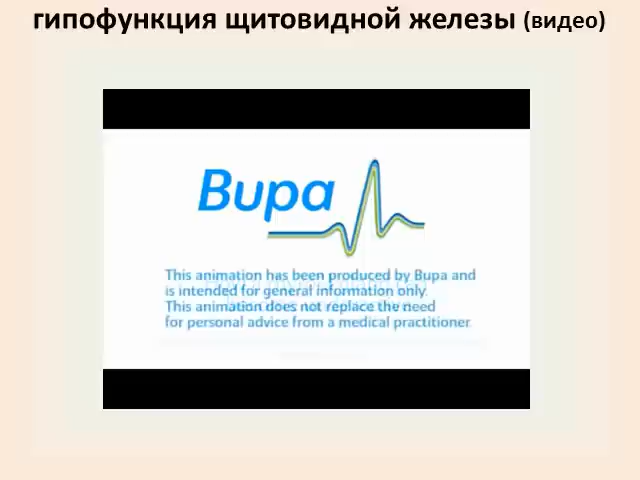 гипофункция щитовидной железы (видео)
Bupa
This animation has been produced by Bupa and
is intended for general information only.
This animation does not replace the need
for personal advice from a medical practitioner